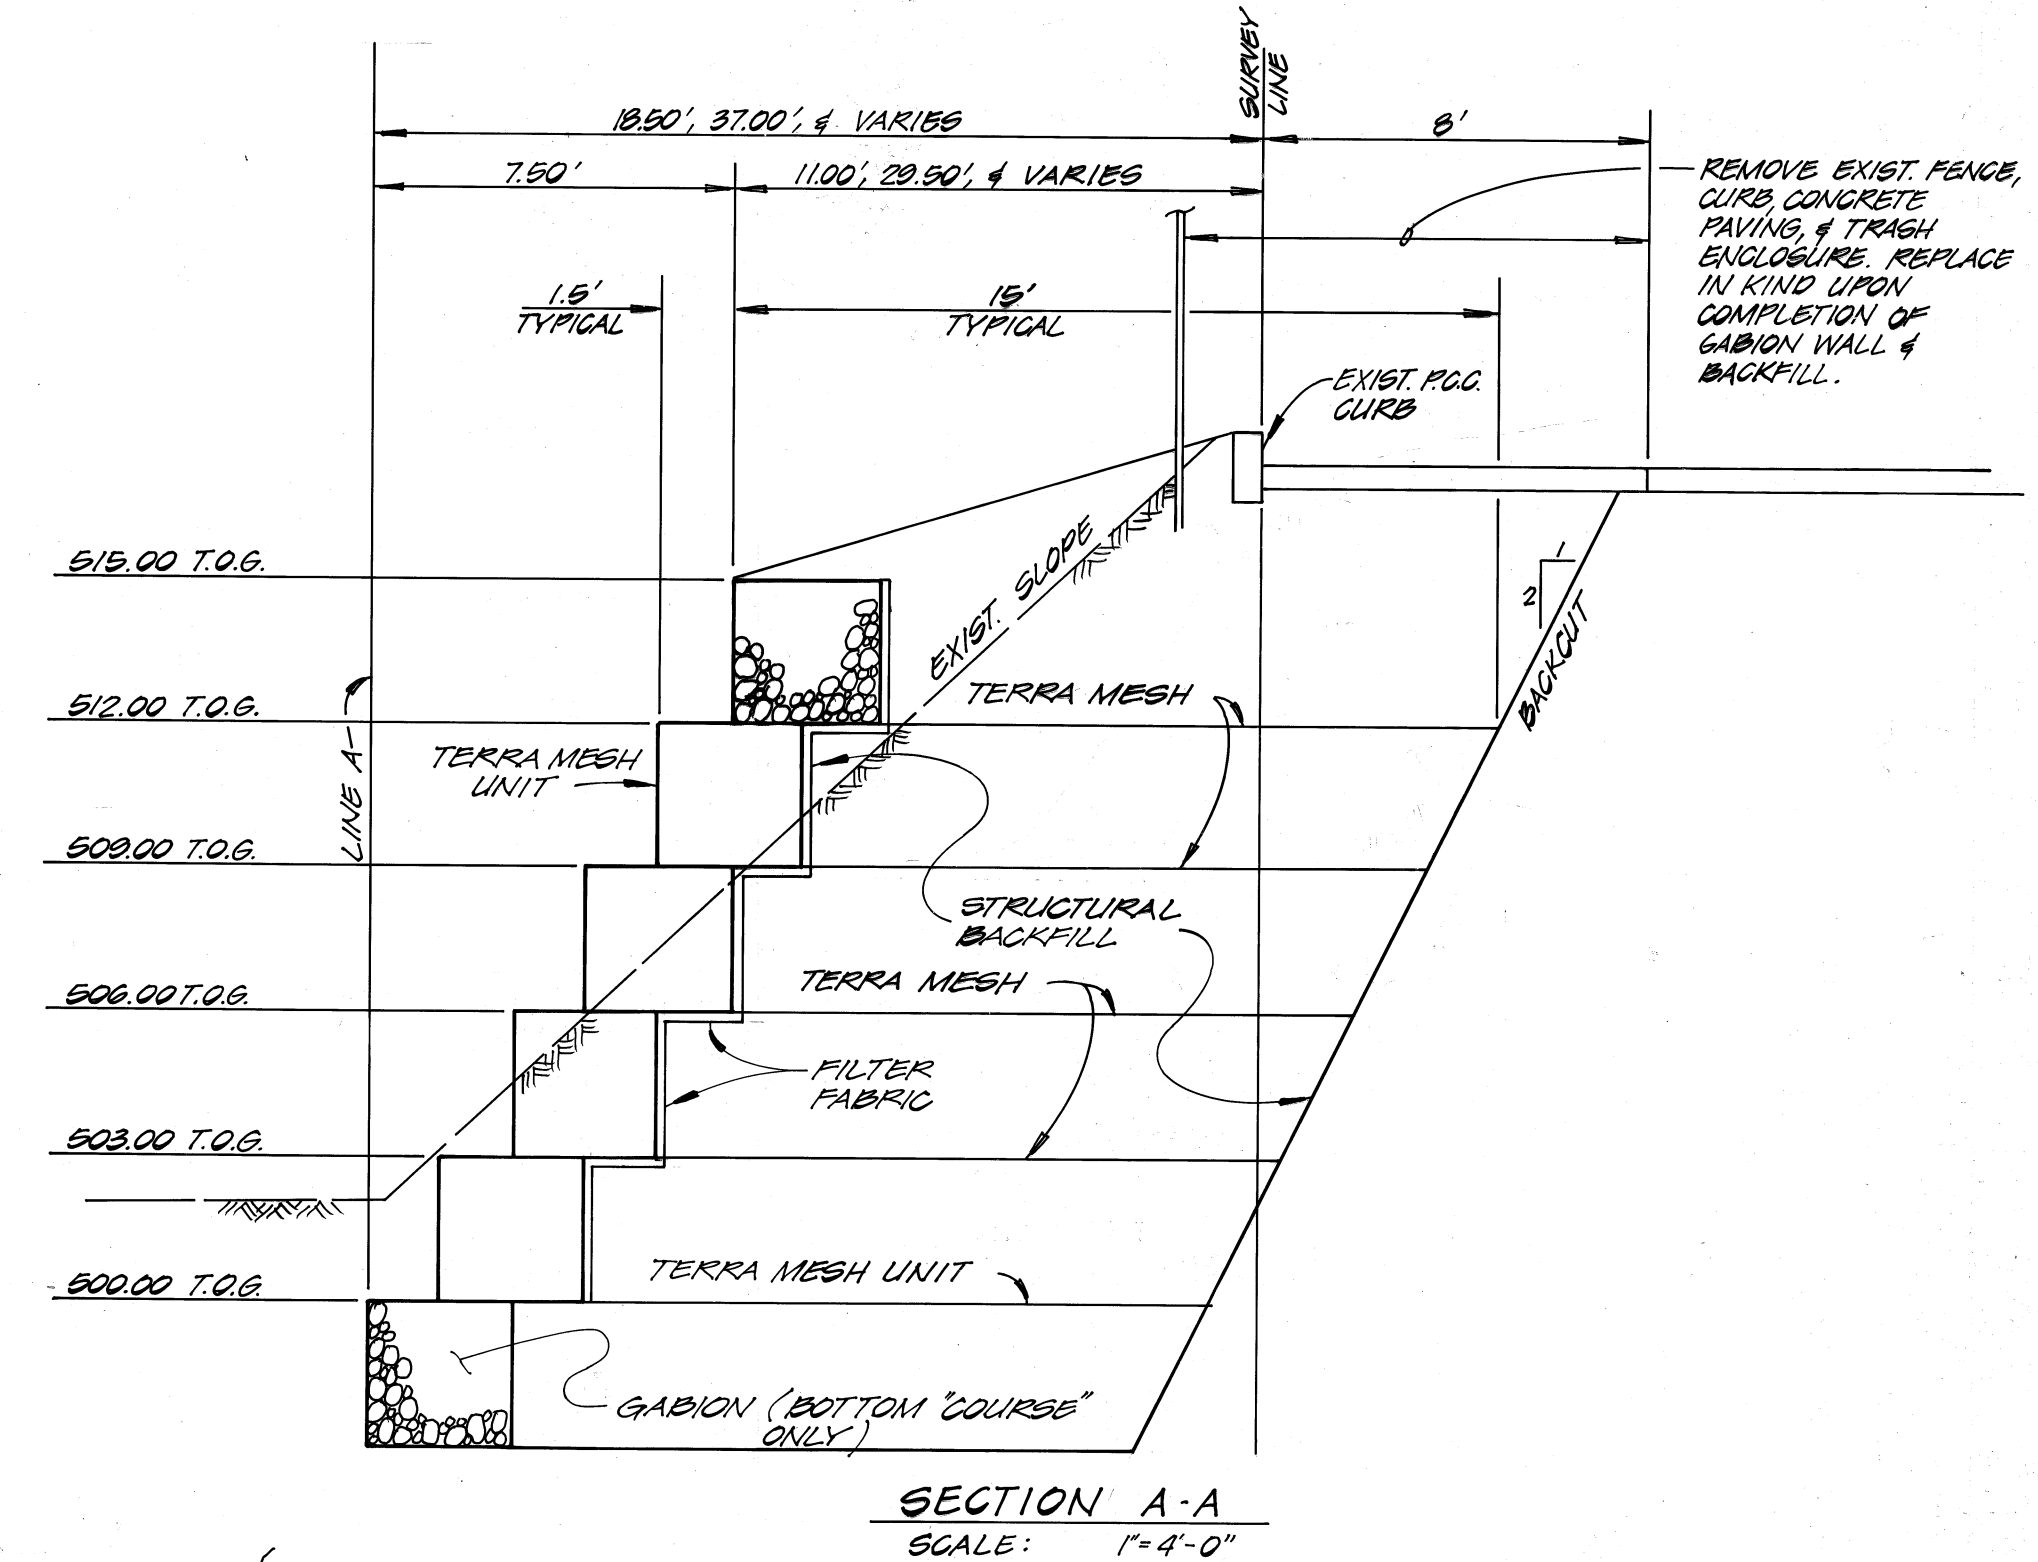 SURVEY
LINE
18.50', 37.00', & VARIES
8'
7.50'
11.00', 29.50', & VARIES
REMOVE EXIST. FENCE,
CURB, CONCRETE
PAVING, & TRASH
ENCLOSURE. REPLACE
IN KIND UPON
COMPLETION OF
GABION WALL &
BACKFILL.
1.5'
TYPICAL
15'
TYPICAL
EXIST. P.C.C.
CURB
515.00 T.O.G.
EXIST. SLOPE
1
2
BACKCUT
512.00 T.O.G.
TERRA MESH
LINE A
TERRA MESH
UNIT
509.00 T.O.G.
STRUCTURAL
BACKFILL
506.00 T.O.G.
TERRA MESH
FILTER
FABRIC
503.00 T.O.G.
500.00 T.O.G.
TERRA MESH UNIT
GABION (BOTTOM "COURSE"
ONLY)
SECTION A-A
SCALE: 1"=4'-0"